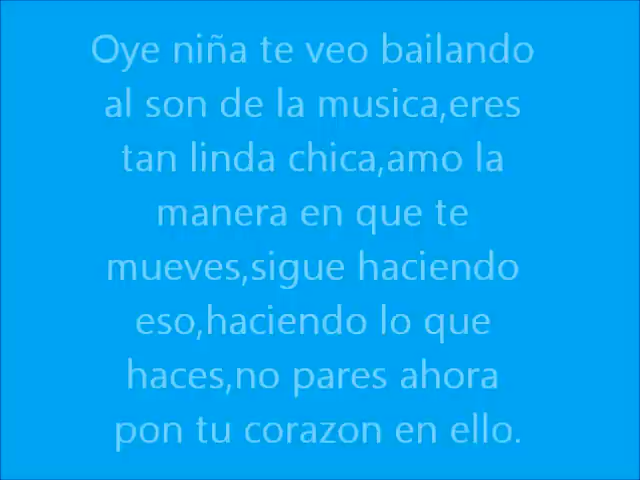 Oye niña te veo bailando
al son de la musica,eres
tan linda chica,amo la
manera en que te
mueves,sigue haciendo
eso,haciendo lo que
haces,no pares ahora
pon tu corazon en ello.